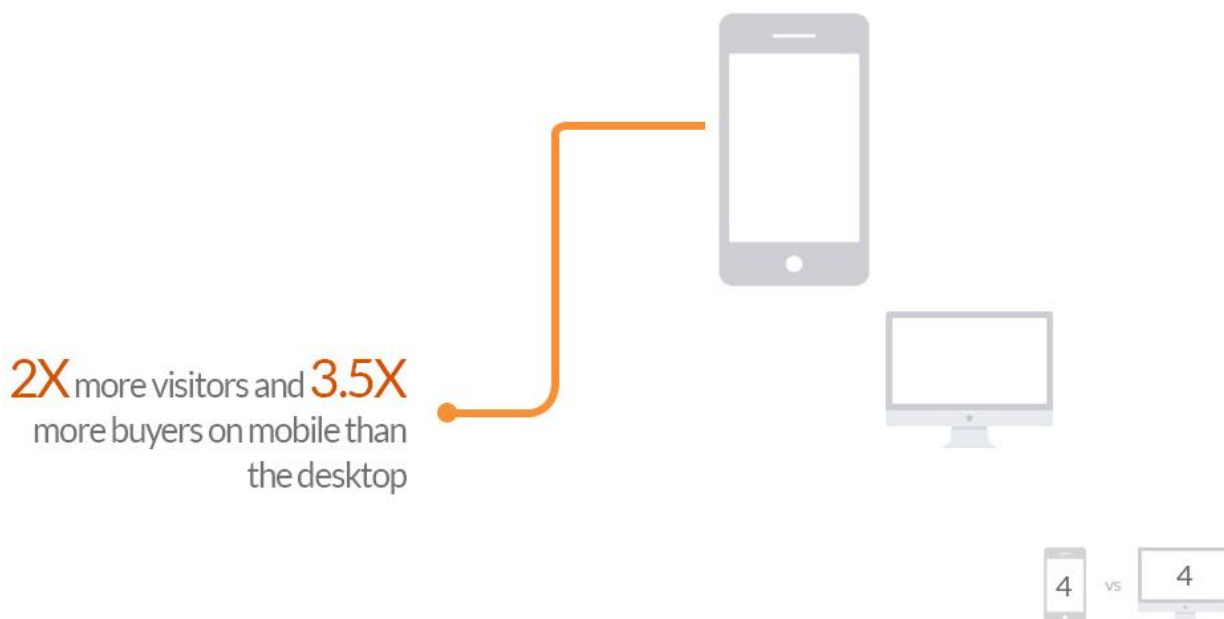 2X more visitors and 3.5X
more buyers on mobile than
the desktop
4 vs 4